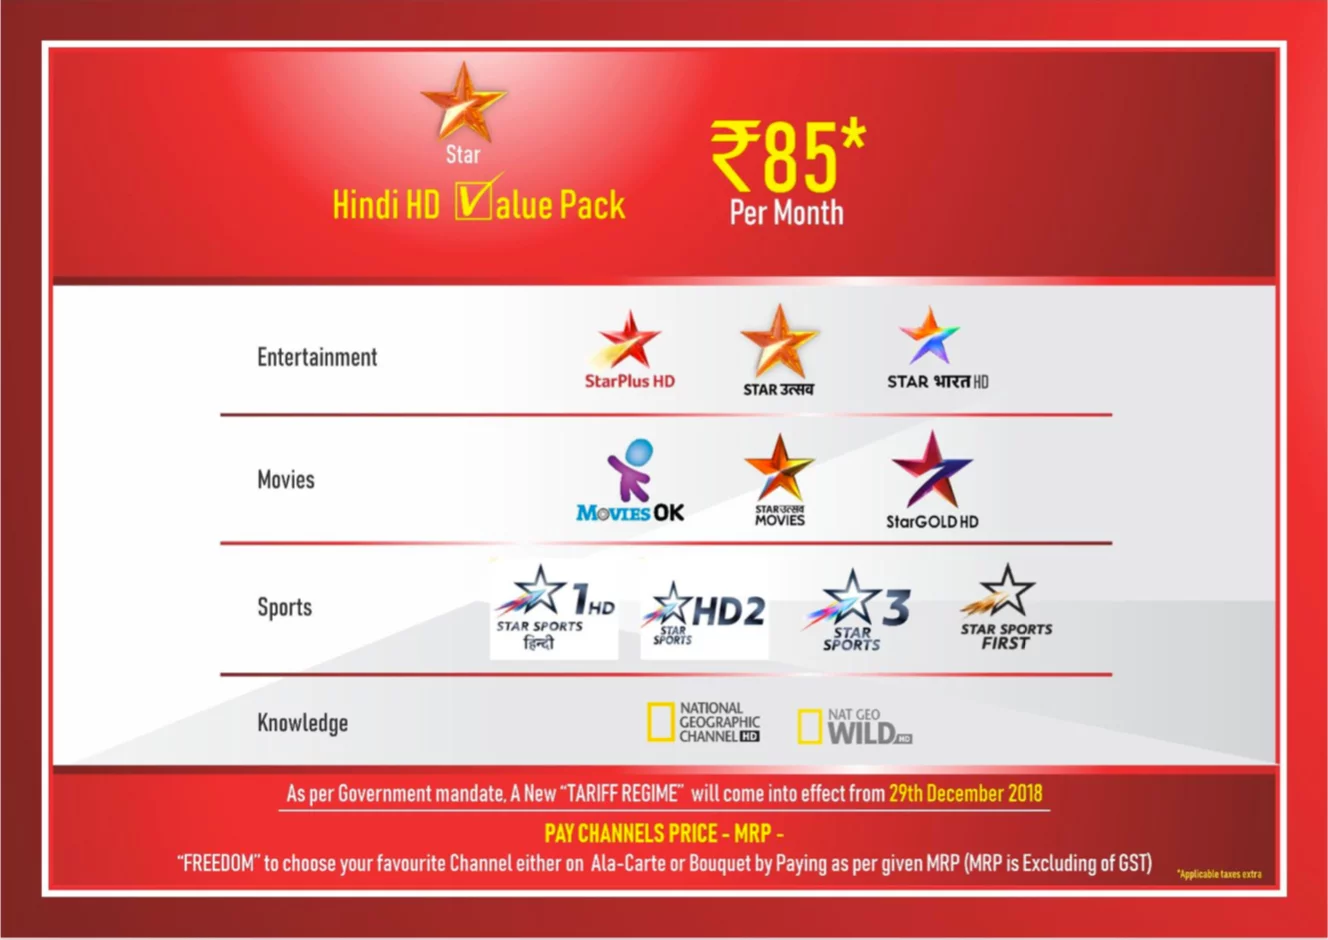 Star
Hindi HD Value Pack
₹85*
Per Month
Entertainment
StarPlus HD
STAR उत्सव
STAR भारत HD
Movies
MOVIES OK
STAR उत्सव
MOVIES
StarGOLD HD
Sports
1HD
STAR SPORTS
हिन्दी
HD2
STAR
SPORTS
3
STAR
SPORTS
STAR SPORTS
FIRST
Knowledge
NATIONAL
GEOGRAPHIC
CHANNEL HD
NAT GEO
WILD HD
As per Government mandate, A New “TARIFF REGIME” will come into effect from 29th December 2018
PAY CHANNELS PRICE - MRP -
“FREEDOM” to choose your favourite Channel either on Ala-Carte or Bouquet by Paying as per given MRP (MRP is Excluding of GST)
*Applicable taxes extra